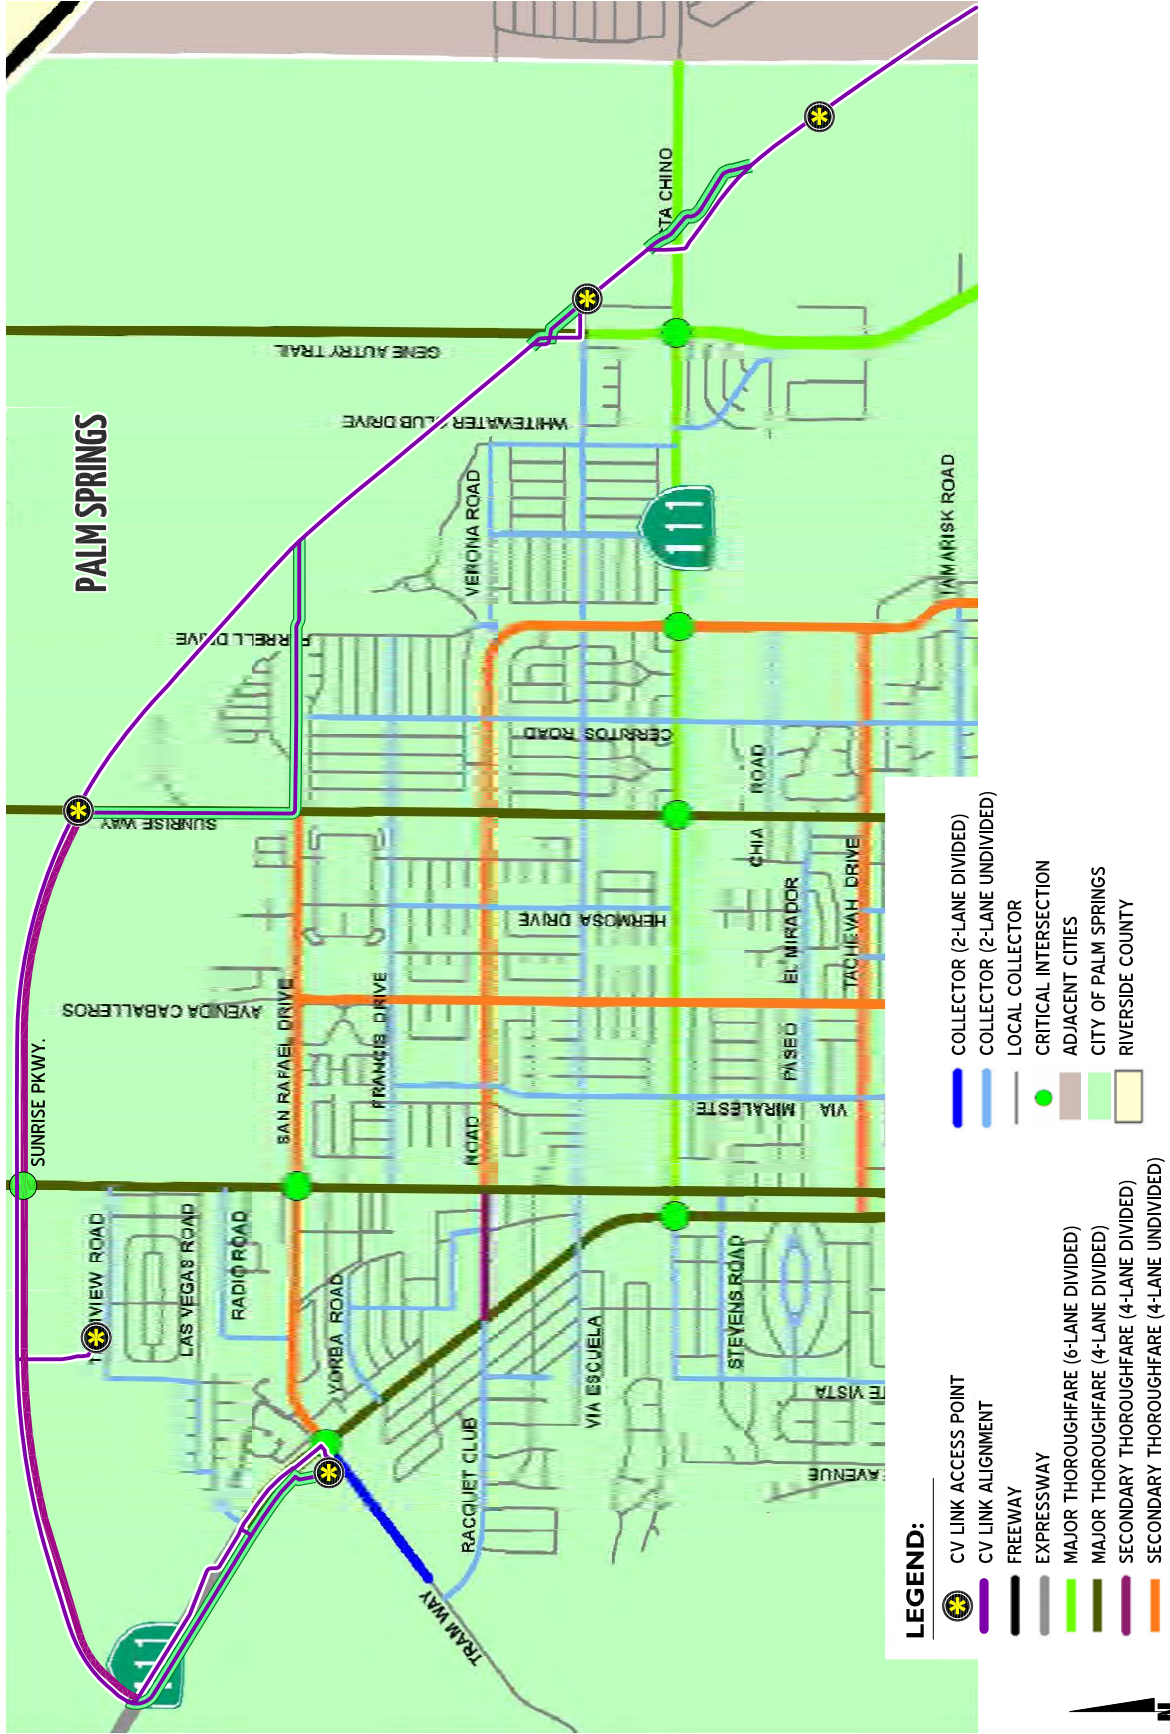 PALM SPRINGS
SUNRISE PKWY.
VIEW ROAD
LAS VEGAS ROAD
RADIO ROAD
SAN RAFAEL DRIVE
AVENIDA CABALLEROS
SUNRISE WAY
FRANCIS DRIVE
YORBA ROAD
GENE AUTRY TRAIL
WHITEWATER CLUB DRIVE
VERONA ROAD
CERRITOS ROAD
HERMOSA DRIVE
ROAD
RACQUET CLUB
VIA ESCUELA
TRAM WAY
111
111
TA CHINO
TAMARISK ROAD
CHIA ROAD
EL MIRADOR
PASEO
TACHEVAH DRIVE
VIA MIRALESTE
STEVENS ROAD
TE VISTA
AVENUE
LEGEND:
CV LINK ACCESS POINT
CV LINK ALIGNMENT
FREEWAY
EXPRESSWAY
MAJOR THOROUGHFARE (6-LANE DIVIDED)
MAJOR THOROUGHFARE (4-LANE DIVIDED)
SECONDARY THOROUGHFARE (4-LANE DIVIDED)
SECONDARY THOROUGHFARE (4-LANE UNDIVIDED)
COLLECTOR (2-LANE DIVIDED)
COLLECTOR (2-LANE UNDIVIDED)
LOCAL COLLECTOR
CRITICAL INTERSECTION
ADJACENT CITIES
CITY OF PALM SPRINGS
RIVERSIDE COUNTY
N